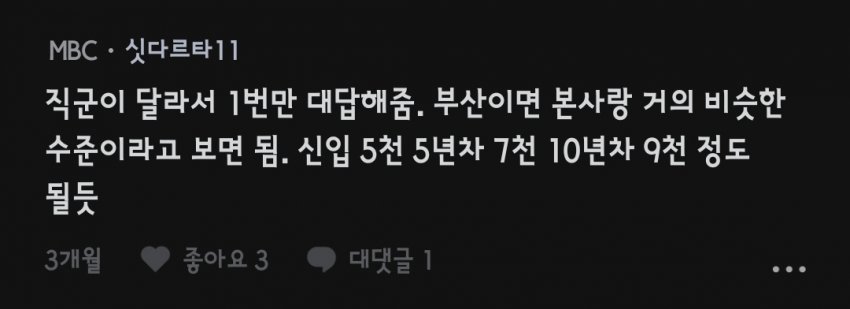 MBC · 싯다르타11
직군이 달라서 1번만 대답해줌. 부산이면 본사랑 거의 비슷한
수준이라고 보면 됨. 신입 5천 5년차 7천 10년차 9천 정도
될듯
3개월 좋아요 3 대댓글 1